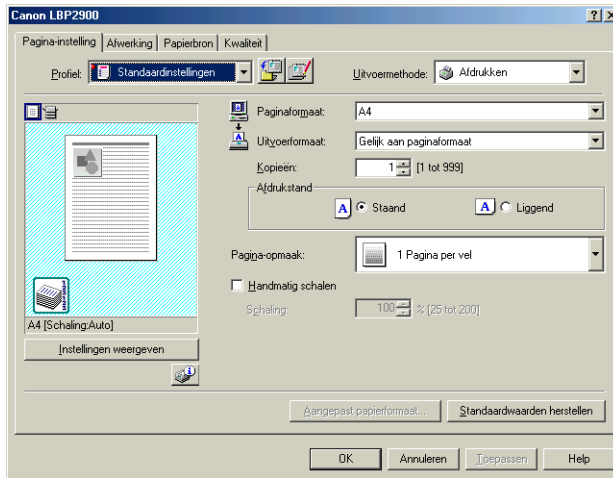 Canon LBP2900
Pagina-instelling Afwerking Papierbron Kwaliteit
Profiel: Standaardinstellingen
Uitvoermethode: Afdrukken
Paginaformaat: A4
Uitvoerformaat: Gelijk aan paginaformaat
Kopieën: 1 [1 tot 999]
Afdrukstand
A Staand A Liggend
Pagina-opmaak: 1 Pagina per vel
Handmatig schalen
Schaling: 100 % [25 tot 200]
A4 [Schaling:Auto]
Instellingen weergeven
Aangepast papierformaat... Standaardwaarden herstellen
OK Annuleren Toepassen Help